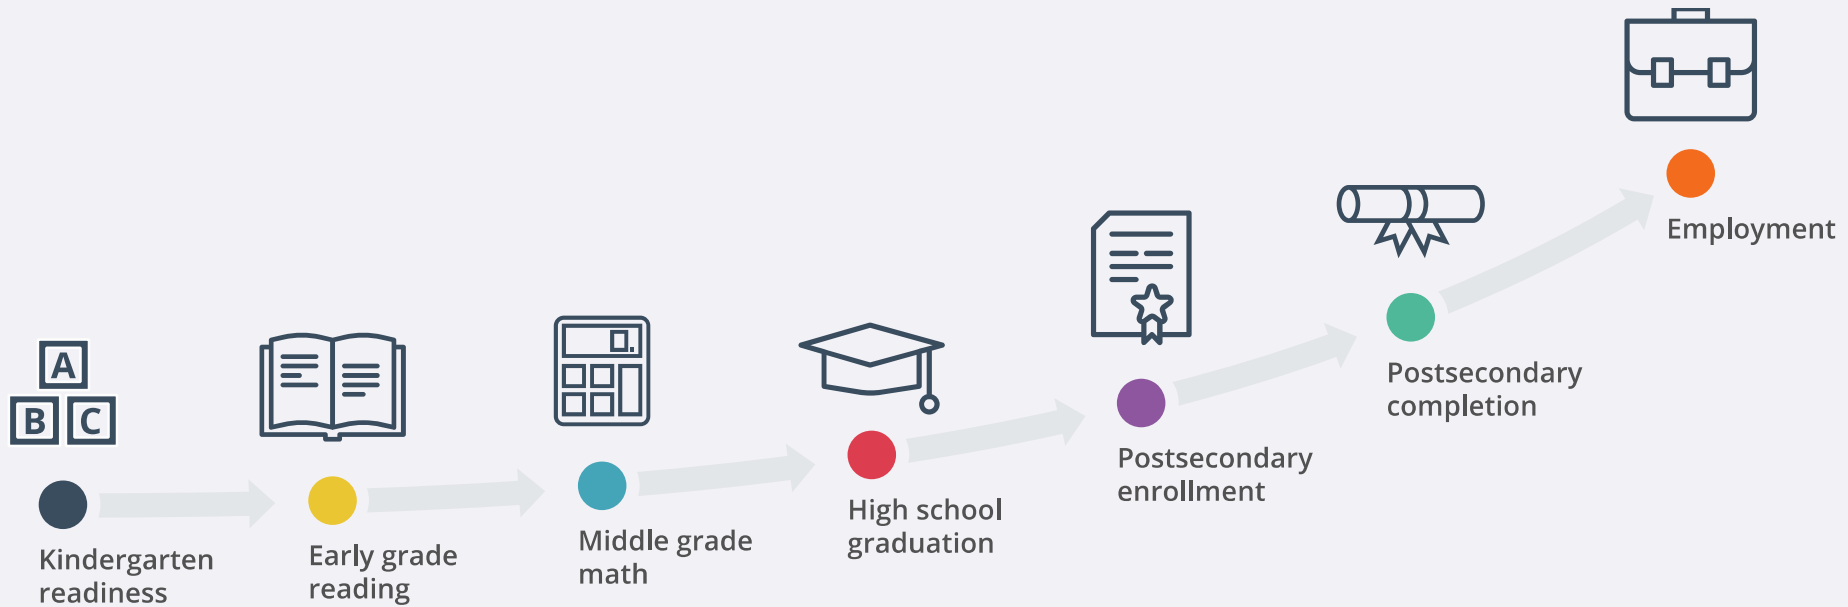 A
B C
Kindergarten
readiness
Early grade
reading
Middle grade
math
High school
graduation
Postsecondary
enrollment
Postsecondary
completion
Employment